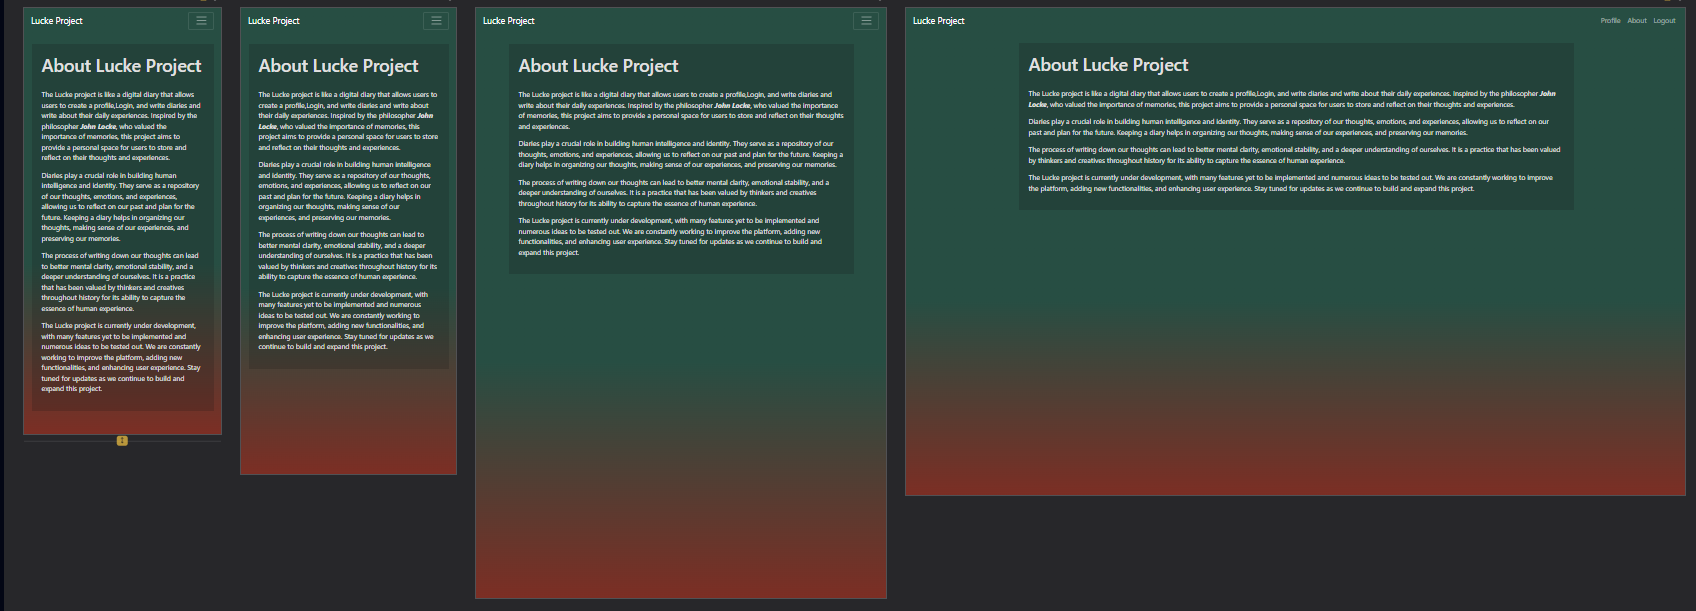 Lucke Project
About Lucke Project
The Lucke project is like a digital diary that allows
users to create a profile,Login, and write diaries and
write about their daily experiences. Inspired by the
philosopher John Locke, who valued the
importance of memories, this project aims to
provide a personal space for users to store and
reflect on their thoughts and experiences.
Diaries play a crucial role in building human
intelligence and identity. They serve as a repository
of our thoughts, emotions, and experiences,
allowing us to reflect on our past and plan for the
future. Keeping a diary helps in organizing our
thoughts, making sense of our experiences, and
preserving our memories.
The process of writing down our thoughts can lead
to better mental clarity, emotional stability, and a
deeper understanding of ourselves. It is a practice
that has been valued by thinkers and creatives
throughout history for its ability to capture the
essence of human experience.
The Lucke project is currently under development,
with many features yet to be implemented and
numerous ideas to be tested out. We are constantly
working to improve the platform, adding new
functionalities, and enhancing user experience. Stay
tuned for updates as we continue to build and
expand this project.
Lucke Project
About Lucke Project
The Lucke project is like a digital diary that allows users to
create a profile,Login, and write diaries and write about
their daily experiences. Inspired by the philosopher John
Locke, who valued the importance of memories, this
project aims to provide a personal space for users to store
and reflect on their thoughts and experiences.
Diaries play a crucial role in building human intelligence
and identity. They serve as a repository of our thoughts,
emotions, and experiences, allowing us to reflect on our
past and plan for the future. Keeping a diary helps in
organizing our thoughts, making sense of our
experiences, and preserving our memories.
The process of writing down our thoughts can lead to
better mental clarity, emotional stability, and a deeper
understanding of ourselves. It is a practice that has been
valued by thinkers and creatives throughout history for its
ability to capture the essence of human experience.
The Lucke project is currently under development, with
many features yet to be implemented and numerous
ideas to be tested out. We are constantly working to
improve the platform, adding new functionalities, and
enhancing user experience. Stay tuned for updates as we
continue to build and expand this project.
Lucke Project
About Lucke Project
The Lucke project is like a digital diary that allows users to create a profile,Login, and write diaries and
write about their daily experiences. Inspired by the philosopher John Locke, who valued the importance
of memories, this project aims to provide a personal space for users to store and reflect on their thoughts
and experiences.
Diaries play a crucial role in building human intelligence and identity. They serve as a repository of our
thoughts, emotions, and experiences, allowing us to reflect on our past and plan for the future. Keeping a
diary helps in organizing our thoughts, making sense of our experiences, and preserving our memories.
The process of writing down our thoughts can lead to better mental clarity, emotional stability, and a
deeper understanding of ourselves. It is a practice that has been valued by thinkers and creatives
throughout history for its ability to capture the essence of human experience.
The Lucke project is currently under development, with many features yet to be implemented and
numerous ideas to be tested out. We are constantly working to improve the platform, adding new
functionalities, and enhancing user experience. Stay tuned for updates as we continue to build and
expand this project.
Lucke Project
Profile About Logout
About Lucke Project
The Lucke project is like a digital diary that allows users to create a profile,Login, and write diaries and write about their daily experiences. Inspired by the philosopher John
Locke, who valued the importance of memories, this project aims to provide a personal space for users to store and reflect on their thoughts and experiences.
Diaries play a crucial role in building human intelligence and identity. They serve as a repository of our thoughts, emotions, and experiences, allowing us to reflect on our
past and plan for the future. Keeping a diary helps in organizing our thoughts, making sense of our experiences, and preserving our memories.
The process of writing down our thoughts can lead to better mental clarity, emotional stability, and a deeper understanding of ourselves. It is a practice that has been valued
by thinkers and creatives throughout history for its ability to capture the essence of human experience.
The Lucke project is currently under development, with many features yet to be implemented and numerous ideas to be tested out. We are constantly working to improve
the platform, adding new functionalities, and enhancing user experience. Stay tuned for updates as we continue to build and expand this project.